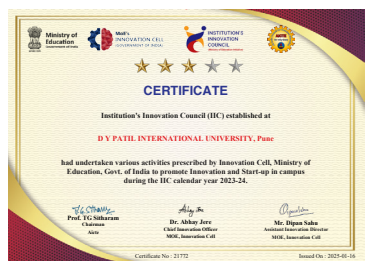 Ministry of
Education
Government of India
MoE's
INNOVATION CELL
(GOVERNMENT OF INDIA)
INSTITUTION'S
INNOVATION
COUNCIL
CERTIFICATE
Institution's Innovation Council (IIC) established at
D Y PATIL INTERNATIONAL UNIVERSITY, Pune
had undertaken various activities prescribed by Innovation Cell, Ministry of
Education, Govt. of India to promote Innovation and Start-up in campus
during the IIC calendar year 2023-24.
Prof. TG Sitharam
Chairman
Aicte
Dr. Abhay Jere
Chief Innovation Officer
MOE, Innovation Cell
Mr. Dipan Sahu
Assistant Innovation Director
MOE, Innovation Cell
Certificate No : 21772
Issued On : 2025-01-16